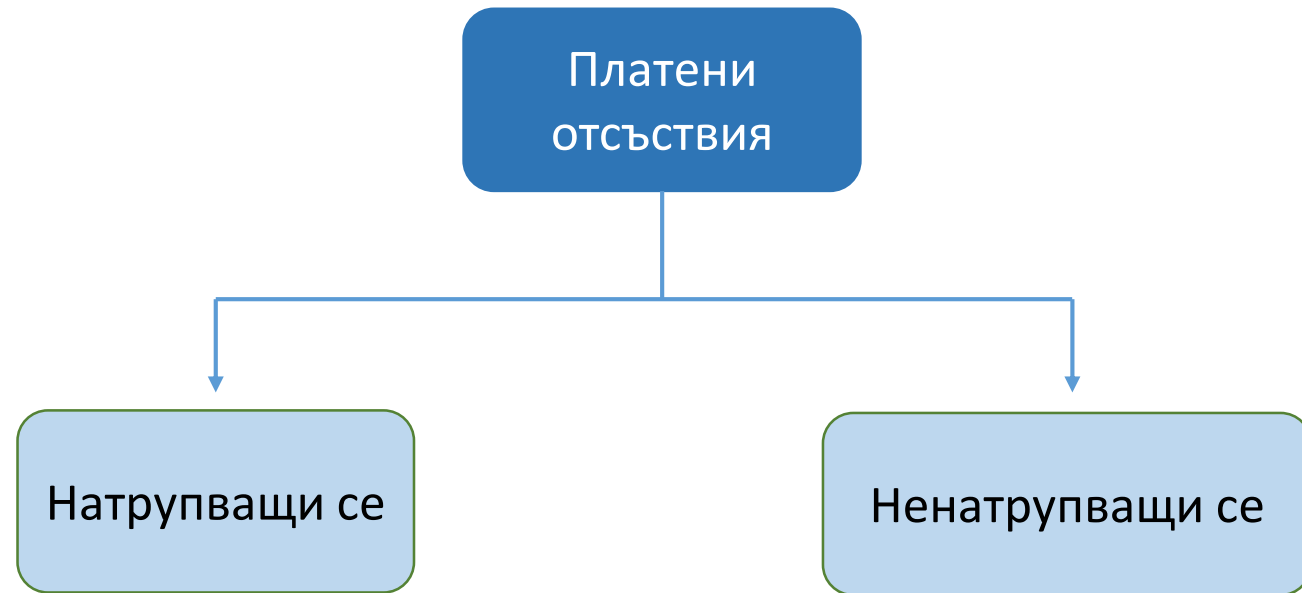 Платени
отсъствия
Натрупващи се
Ненатрупващи се